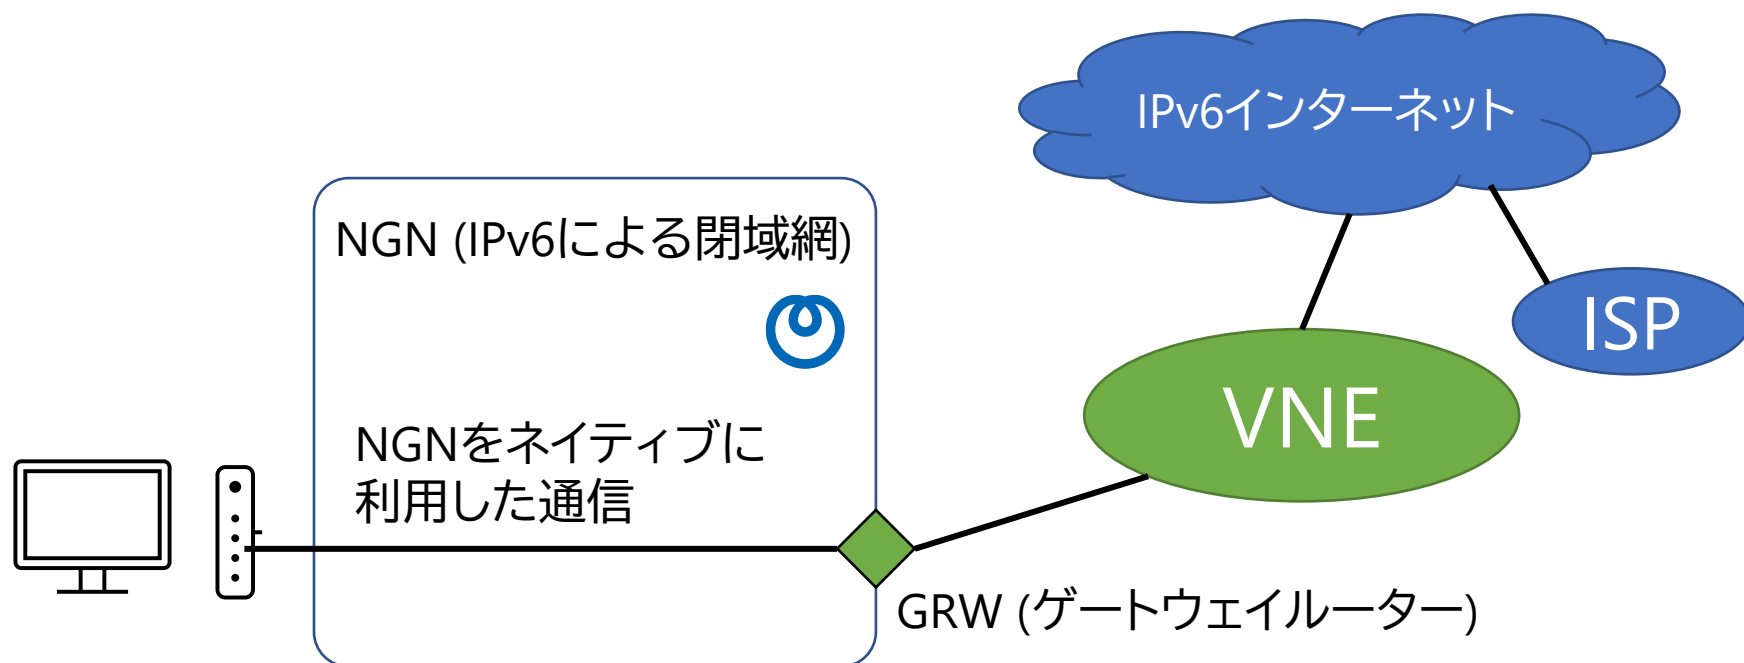 IPv6インターネット
NGN (IPv6による閉域網)
ISP
VNE
NGNをネイティブに
利用した通信
GRW (ゲートウェイルーター)